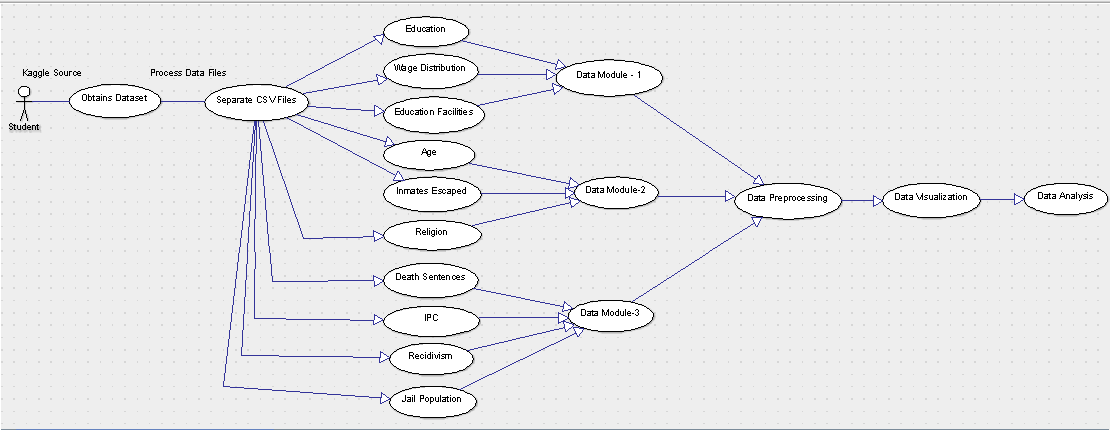 Kaggle Source
Process Data Files
Student
Obtains Dataset
Separate CSV Files
Education
Wage Distribution
Education Facilities
Age
Inmates Escaped
Religion
Death Sentences
IPC
Recidivism
Jail Population
Data Module - 1
Data Module-2
Data Module-3
Data Preprocessing
Data Visualization
Data Analysis